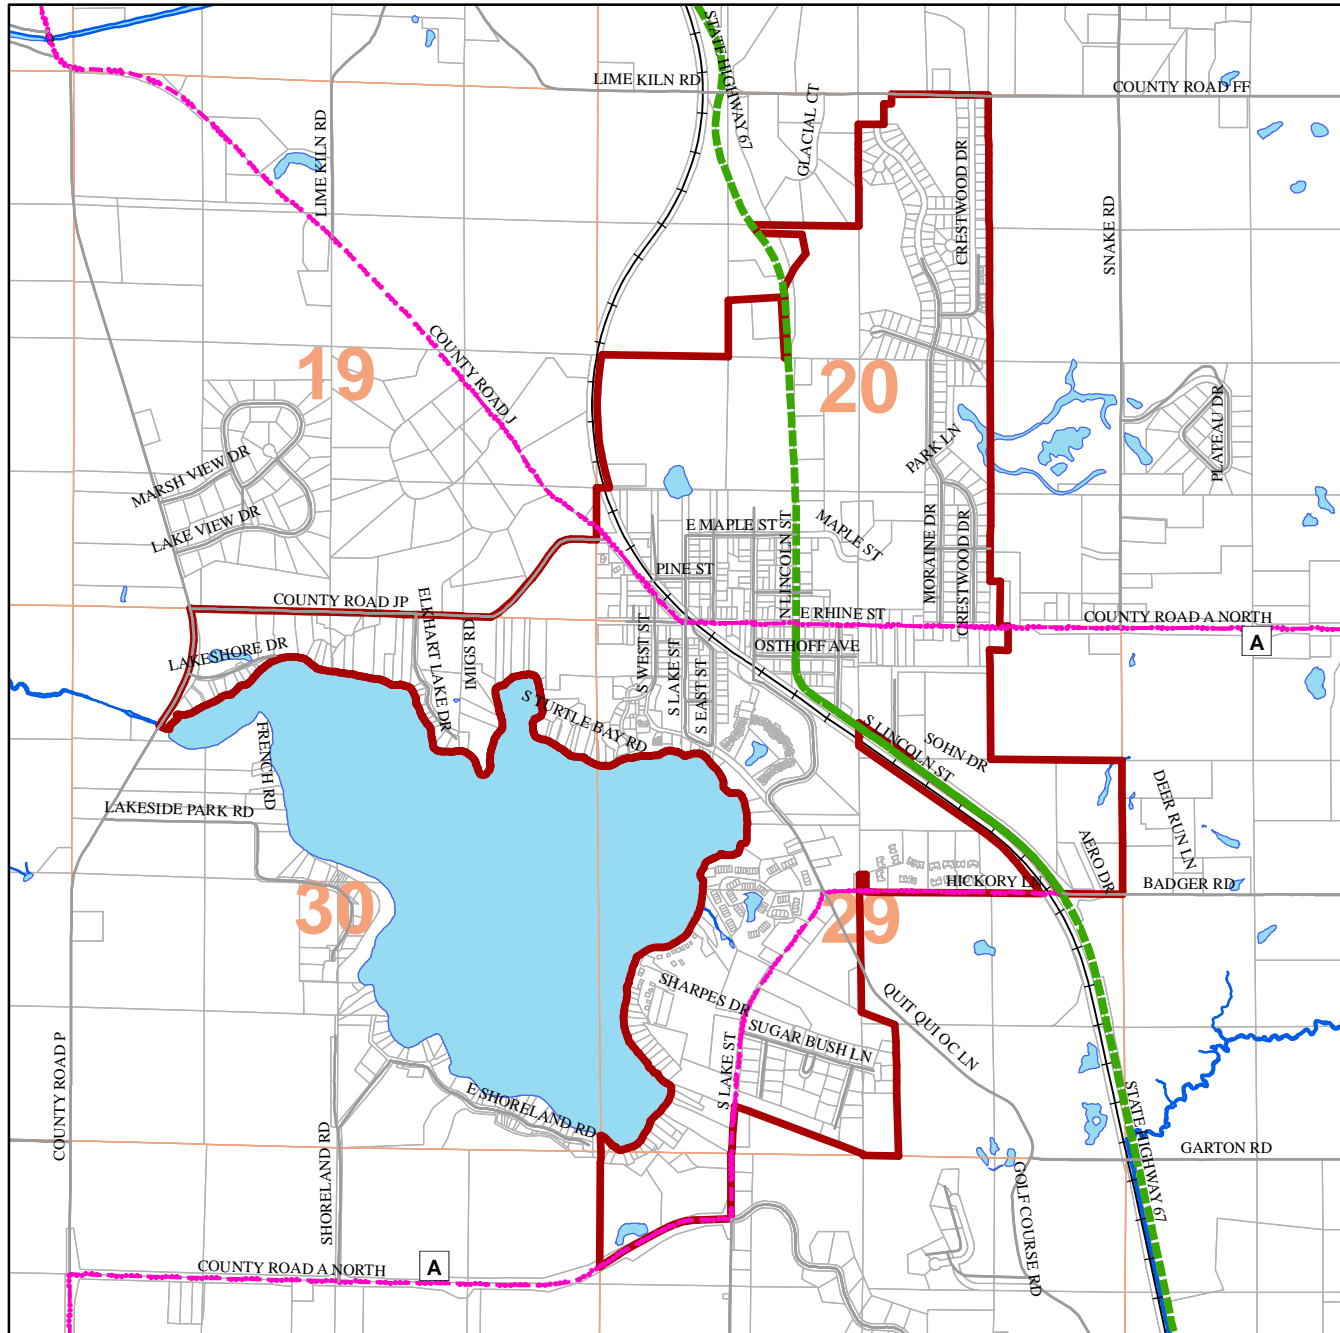 STATE HIGHWAY 67
LIME KILN RD
COUNTY ROAD FF
GLACIAL CT
LIME KILN RD
CRESTWOOD DR
SNAKE RD
COUNTY ROAD J
19
20
PLATEAU DR
PARK LN
MARSH VIEW DR
LAKE VIEW DR
E MAPLE ST
MAPLE ST
N LINCOLN ST
MORAINE DR
CRESTWOOD DR
PINE ST
COUNTY ROAD JP
ELKHART LAKE DR
IMIGS RD
E RHINE ST
COUNTY ROAD A NORTH
A
LAKESHORE DR
S WEST ST
S LAKE ST
S EAST ST
OSTHOFF AVE
S TURTLE BAY RD
S LINCOLN ST
SOHN DR
FRENCH RD
LAKESIDE PARK RD
DEER RUN LN
AERO DR
HICKORY LN
BADGER RD
30
29
SHARPES DR
QUIT QUI OC LN
SUGAR BUSH LN
S LAKE ST
COUNTY ROAD P
E SHORELAND RD
SHORELAND RD
STATE HIGHWAY 67
GARTON RD
GOLF COURSE RD
COUNTY ROAD A NORTH
A